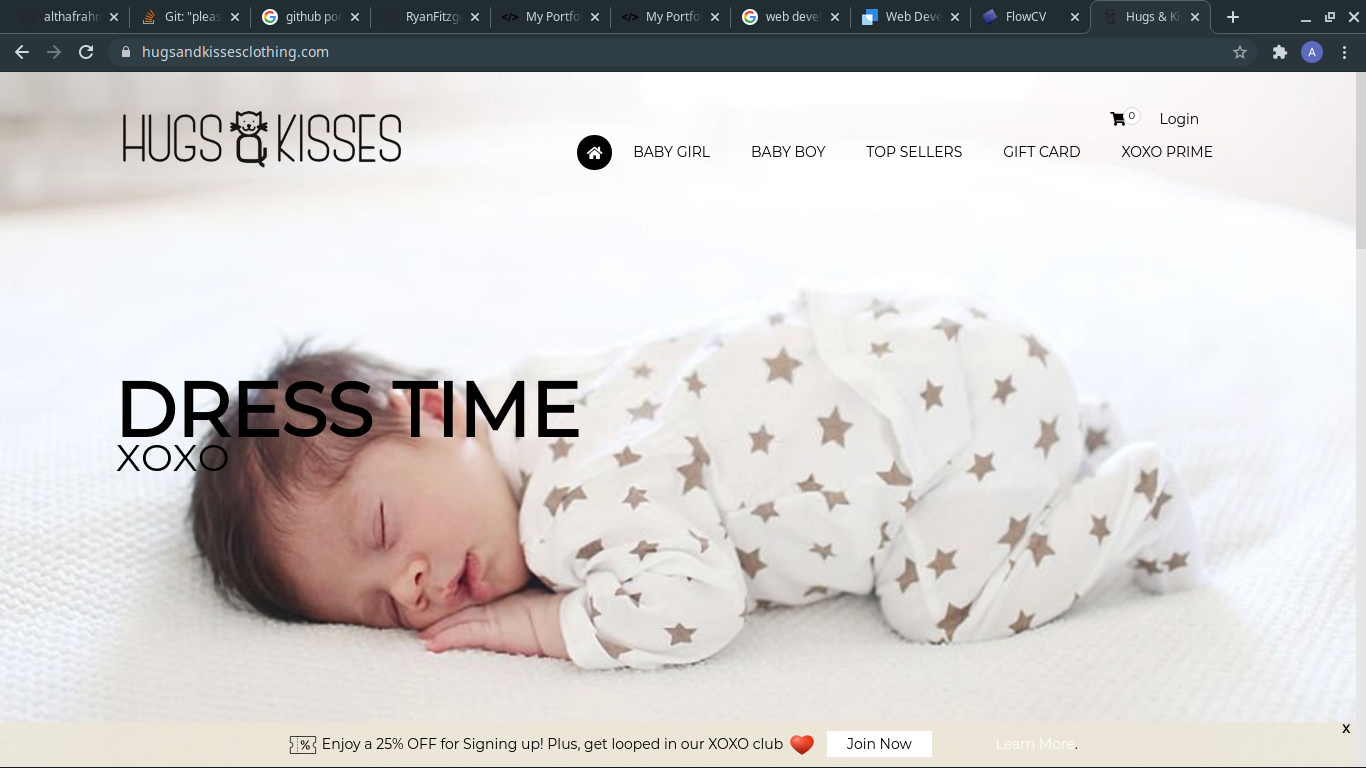 althafrahm
Git: "pleas
github por
RyanFitzge
My Portfo
My Portfo
web devel
Web Deve
FlowCV
Hugs & Ki
hugsandkissesclothing.com
A
HUGS & KISSES
0
Login
BABY GIRL
BABY BOY
TOP SELLERS
GIFT CARD
XOXO PRIME
DRESS TIME
XOXO
x
% Enjoy a 25% OFF for Signing up! Plus, get looped in our XOXO club
Join Now
Learn More.